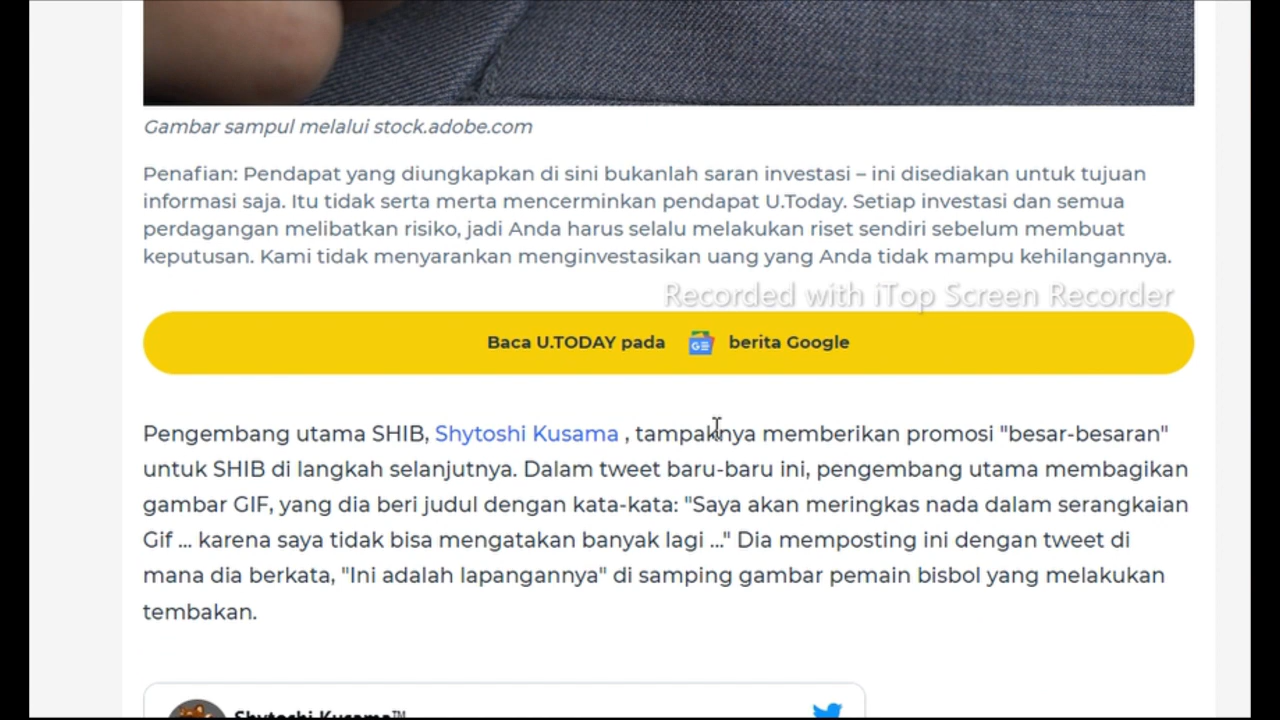 Gambar sampul melalui stock.adobe.com
Penafian: Pendapat yang diungkapkan di sini bukanlah saran investasi – ini disediakan untuk tujuan
informasi saja. Itu tidak serta merta mencerminkan pendapat U.Today. Setiap investasi dan semua
perdagangan melibatkan risiko, jadi Anda harus selalu melakukan riset sendiri sebelum membuat
keputusan. Kami tidak menyarankan menginvestasikan uang yang Anda tidak mampu kehilangannya.
Recorded with iTop Screen Recorder
Baca U.TODAY pada GE berita Google
Pengembang utama SHIB, Shytoshi Kusama , tampaknya memberikan promosi "besar-besaran"
untuk SHIB di langkah selanjutnya. Dalam tweet baru-baru ini, pengembang utama membagikan
gambar GIF, yang dia beri judul dengan kata-kata: "Saya akan meringkas nada dalam serangkaian
Gif ... karena saya tidak bisa mengatakan banyak lagi ..." Dia memposting ini dengan tweet di
mana dia berkata, "Ini adalah lapangannya" di samping gambar pemain bisbol yang melakukan
tembakan.
Shytoshi Kusama™